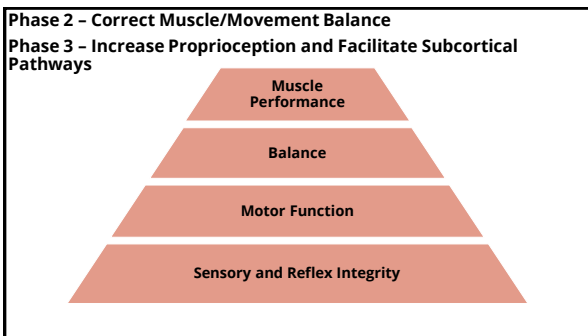 Phase 2 – Correct Muscle/Movement Balance
Phase 3 – Increase Proprioception and Facilitate Subcortical
Pathways
Muscle
Performance
Balance
Motor Function
Sensory and Reflex Integrity